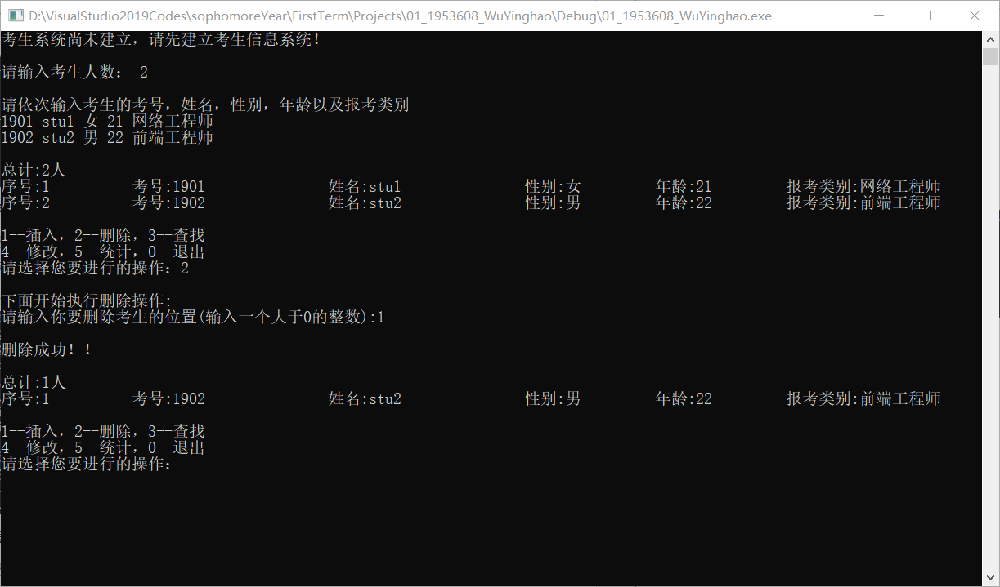 D:\VisualStudio2019Codes\sophomoreYear\FirstTerm\Projects\01_1953608_WuYinghao\Debug\01_1953608_WuYinghao.exe
考生系统尚未建立，请先建立考生信息系统！
请输入考生人数： 2
请依次输入考生的考号，姓名，性别，年龄以及报考类别
1901 stu1 女 21 网络工程师
1902 stu2 男 22 前端工程师
总计:2人
序号:1 考号:1901 姓名:stu1 性别:女 年龄:21 报考类别:网络工程师
序号:2 考号:1902 姓名:stu2 性别:男 年龄:22 报考类别:前端工程师
1--插入，2--删除，3--查找
4--修改，5--统计，0--退出
请选择您要进行的操作：2
下面开始执行删除操作:
请输入你要删除考生的位置(输入一个大于0的整数):1
删除成功！！
总计:1人
序号:1 考号:1902 姓名:stu2 性别:男 年龄:22 报考类别:前端工程师
1--插入，2--删除，3--查找
4--修改，5--统计，0--退出
请选择您要进行的操作：